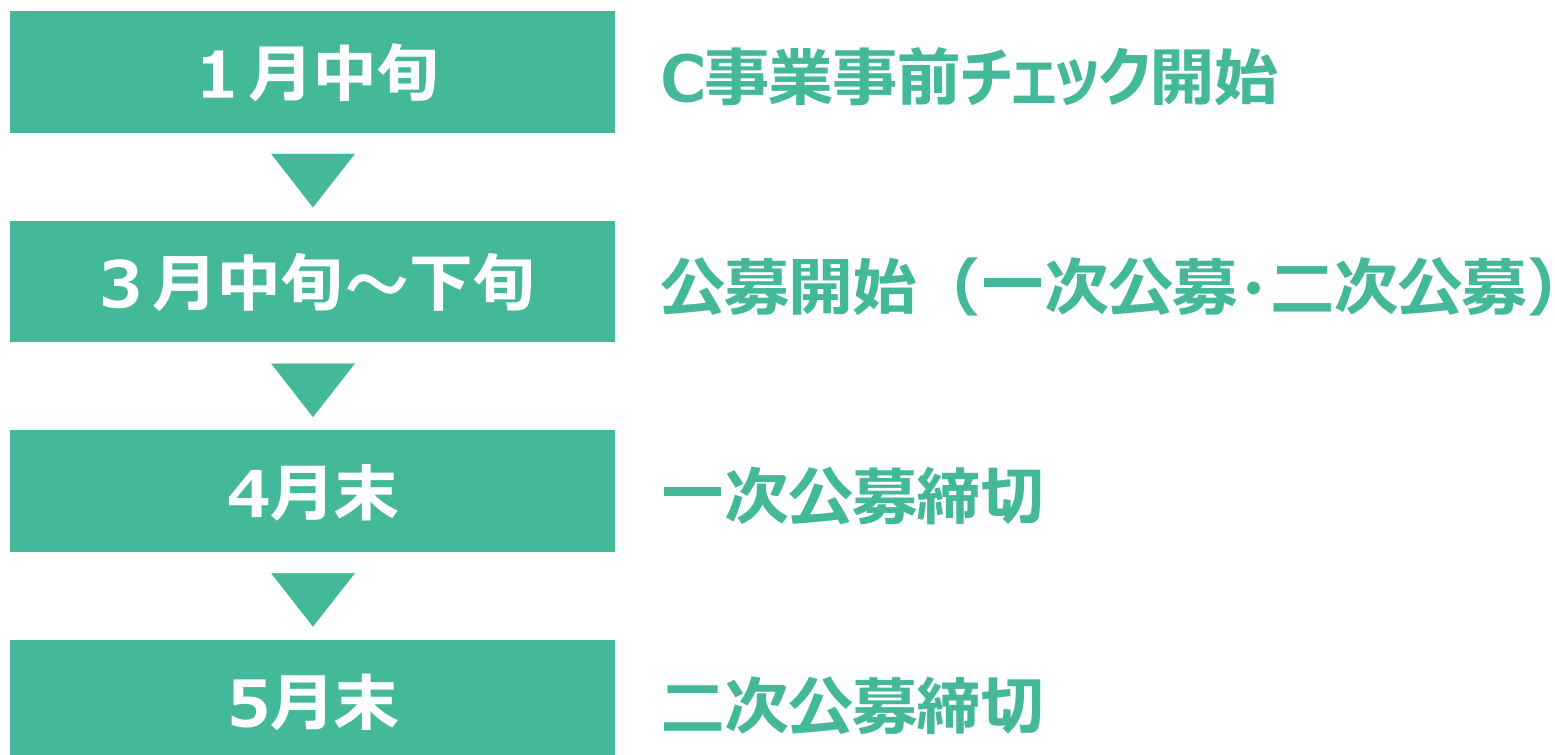 １月中旬
C事業事前チェック開始
３月中旬～下旬
公募開始（一次公募・二次公募）
4月末
一次公募締切
5月末
二次公募締切